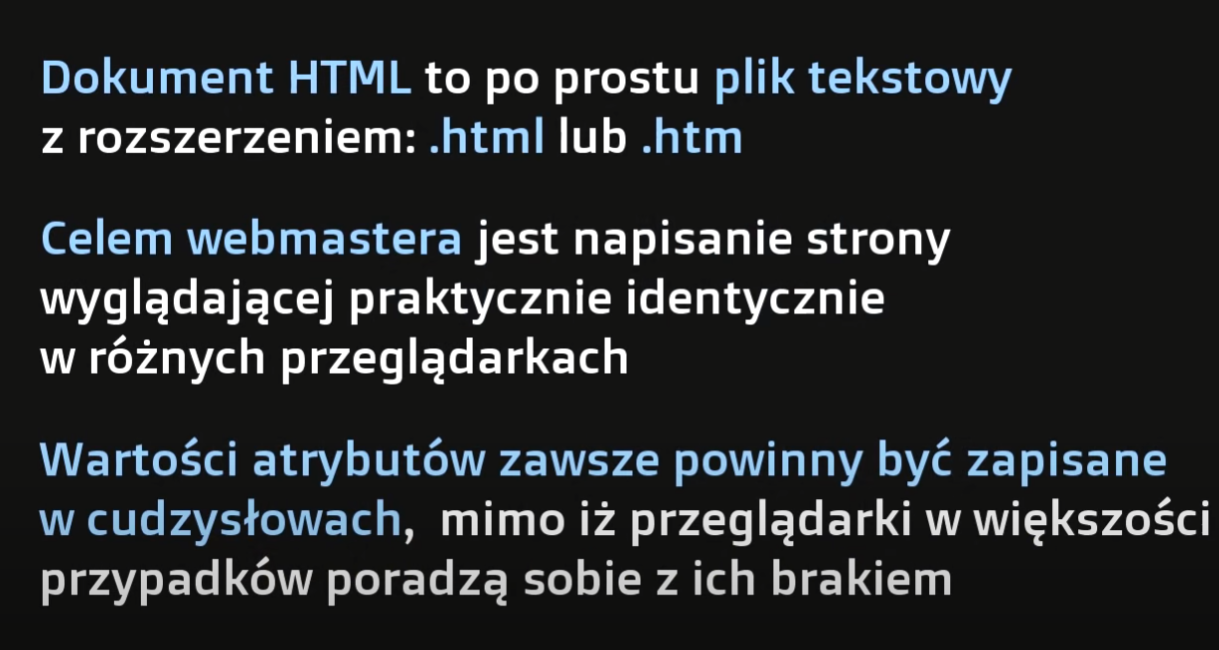 Dokument HTML to po prostu plik tekstowy
z rozszerzeniem: .html lub .htm
Celem webmastera jest napisanie strony
wyglądającej praktycznie identycznie
w różnych przeglądarkach
Wartości atrybutów zawsze powinny być zapisane
w cudzysłowach, mimo iż przeglądarki w większości
przypadków poradzą sobie z ich brakiem